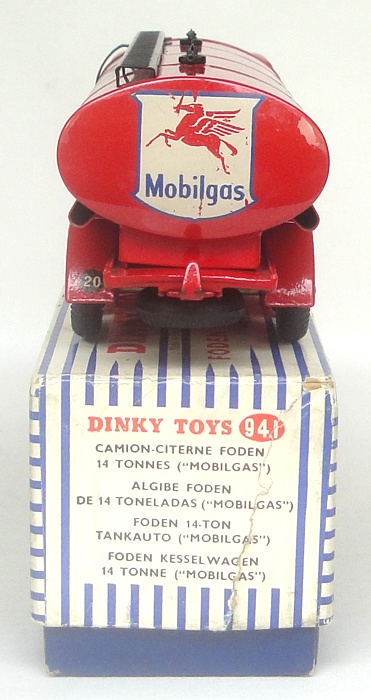 Mobilgas
20
FODEN
DINKY TOYS 941
CAMION-CITERNE FODEN
14 TONNES ("MOBILGAS")
ALGIBE FODEN
DE 14 TONELADAS ("MOBILGAS")
FODEN 14-TON
TANKAUTO ("MOBILGAS")
FODEN KESSELWAGEN
14 TONNE ("MOBILGAS")